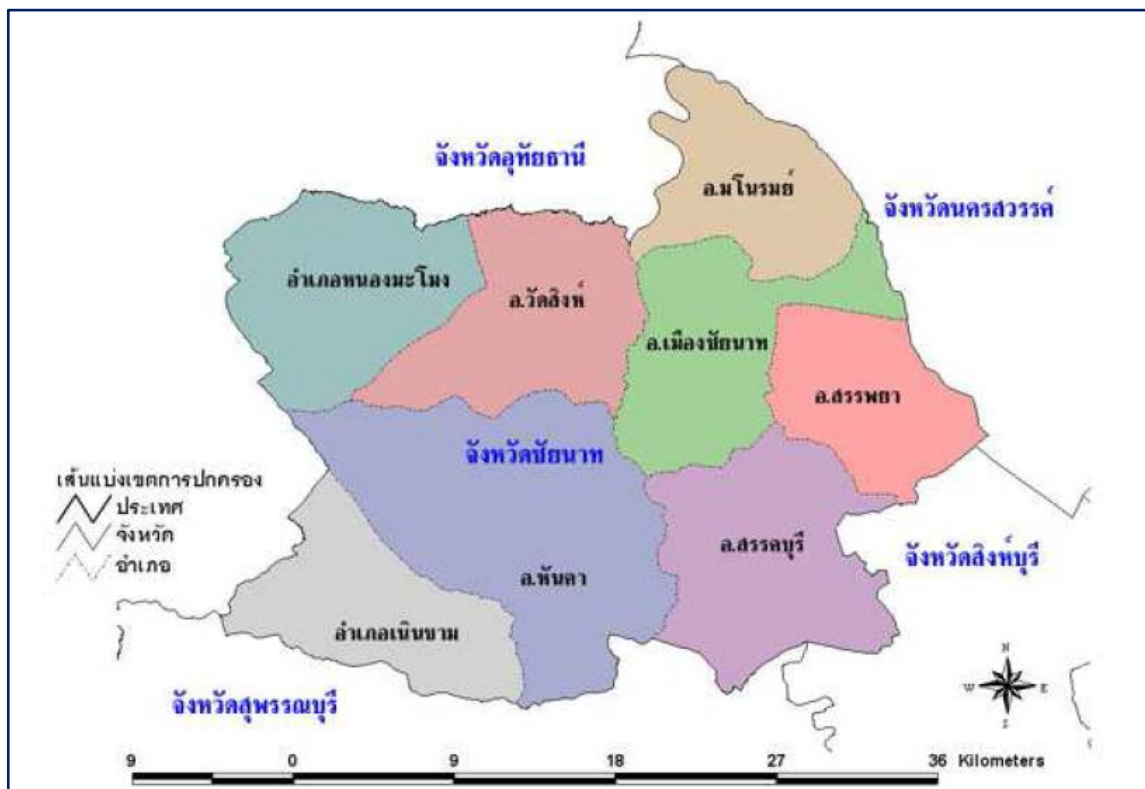 จังหวัดอุทัยธานี
อ.มโนรมย์
จังหวัดนครสวรรค์
อำเภอหนองมะโมง
อ.วัดสิงห์
อ.เมืองชัยนาท
อ.สรรพยา
จังหวัดชัยนาท
เส้นแบ่งเขตการปกครอง
ประเทศ
จังหวัด
อำเภอ
อ.สรรคบุรี
จังหวัดสิงห์บุรี
อ.หันคา
อำเภอเนินขาม
จังหวัดสุพรรณบุรี
N
W E
S
9 0 9 18 27 36 Kilometers